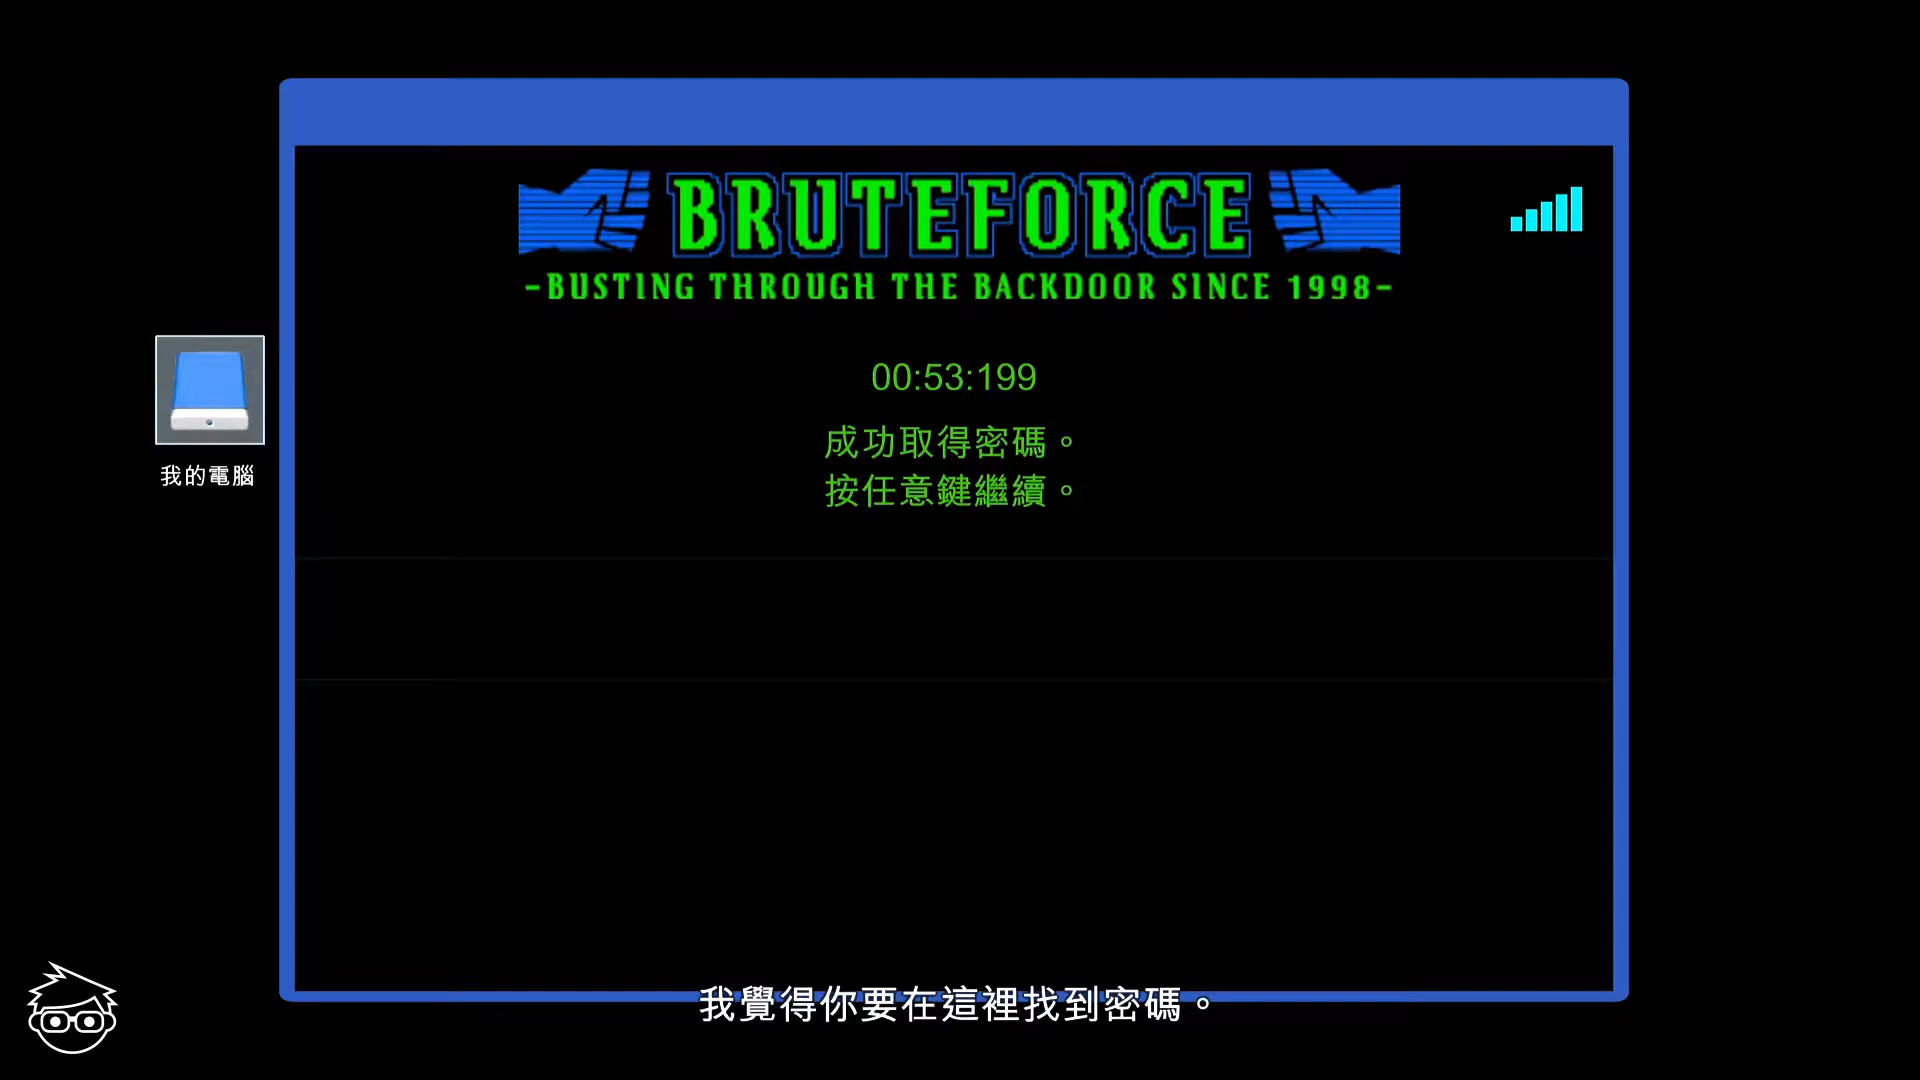 BRUTEFORCE
-BUSTING THROUGH THE BACKDOOR SINCE 1998-
00:53:199
成功取得密碼。
按任意鍵繼續。
我的電腦
我覺得你要在這裡找到密碼。